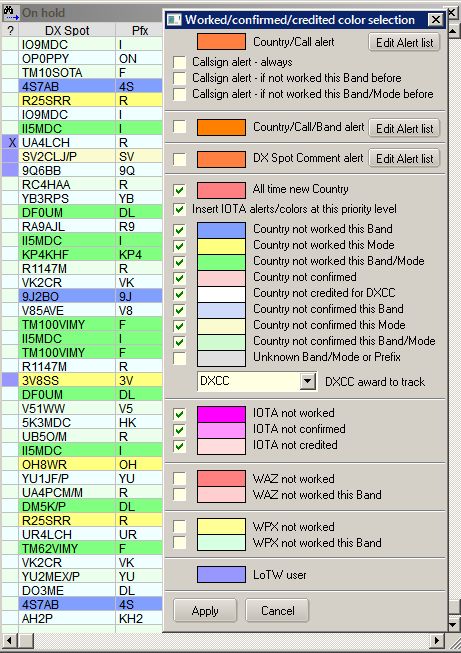 On hold
? DX Spot Pfx
IO9MDC I
OP0PPY ON
TM10SOTA F
4S7AB 4S
R25SRR R
IO9MDC I
II5MDC I
X UA4LCH R
SV2CLJ/P SV
9Q6BB 9Q
RC4HAA R
YB3RPS YB
DF0UM DL
RA9AJL R9
II5MDC I
KP4KHF KP4
R1147M R
VK2CR VK
9J2BO 9J
V85AVE V8
TM100VIMY F
II5MDC I
TM100VIMY F
R1147M R
3V8SS 3V
DF0UM DL
V51WW V5
5K3MDC HK
UB5O/M R
II5MDC I
OH8WR OH
YU1JF/P YU
UA4PCM/M R
DM5K/P DL
R25SRR R
UR4LCH UR
TM62VIMY F
VK2CR VK
YU2MEX/P YU
DO3ME DL
4S7AB 4S
AH2P KH2
Worked/confirmed/credited color selection
Country/Call alert Edit Alert list
Callsign alert - always
Callsign alert - if not worked this Band before
Callsign alert - if not worked this Band/Mode before
Country/Call/Band alert Edit Alert list
DX Spot Comment alert Edit Alert list
All time new Country
Insert IOTA alerts/colors at this priority level
Country not worked this Band
Country not worked this Mode
Country not worked this Band/Mode
Country not confirmed
Country not credited for DXCC
Country not confirmed this Band
Country not confirmed this Mode
Country not confirmed this Band/Mode
Unknown Band/Mode or Prefix
DXCC DXCC award to track
IOTA not worked
IOTA not confirmed
IOTA not credited
WAZ not worked
WAZ not worked this Band
WPX not worked
WPX not worked this Band
LoTW user
Apply Cancel